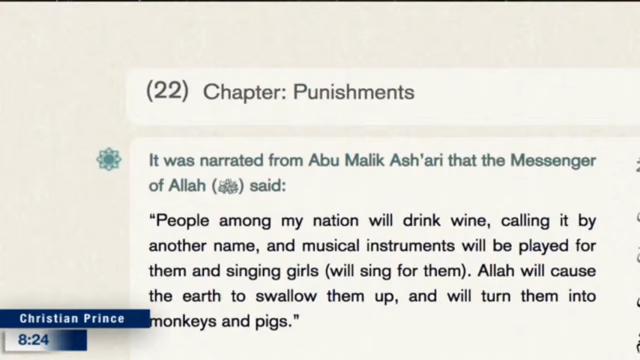 (22) Chapter: Punishments
It was narrated from Abu Malik Ash'ari that the Messenger
of Allah (ﷺ) said:
“People among my nation will drink wine, calling it by
another name, and musical instruments will be played for
them and singing girls (will sing for them). Allah will cause
the earth to swallow them up, and will turn them into
monkeys and pigs.”
Christian Prince
8:24